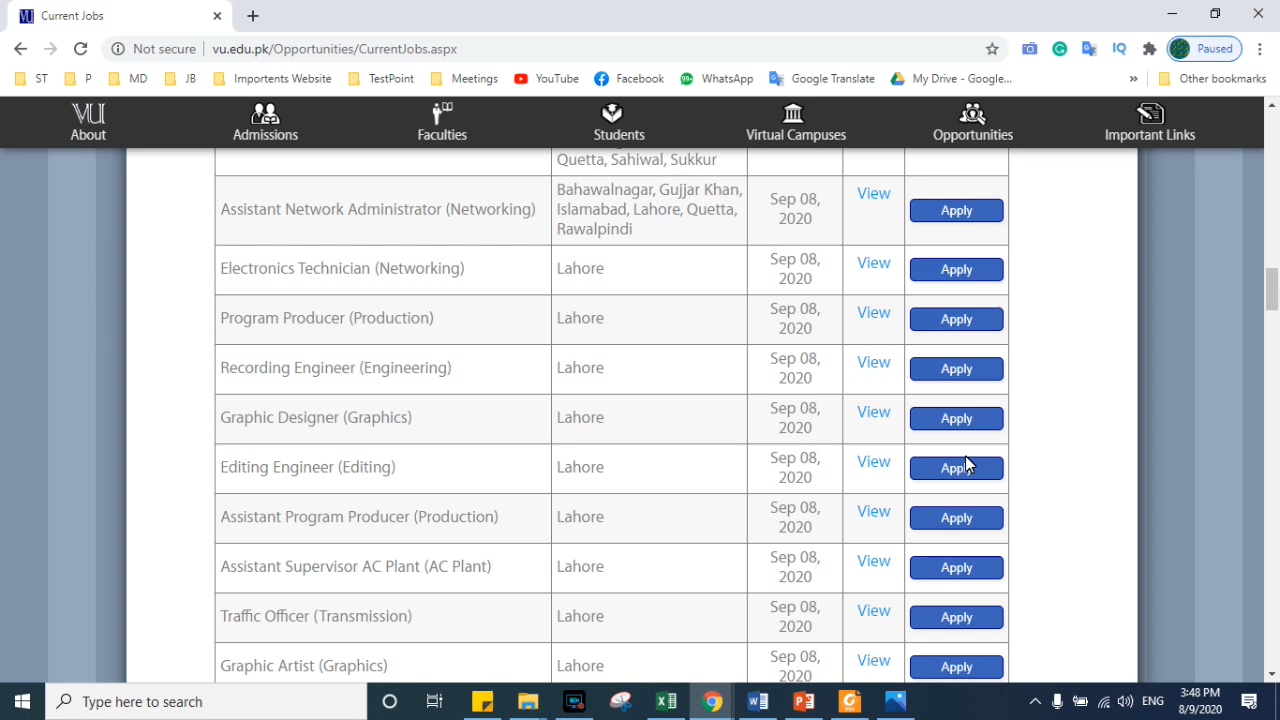 Current Jobs
Not secure
vu.edu.pk/Opportunities/CurrentJobs.aspx
IQ
Paused
ST
P
MD
JB
Importents Website
TestPoint
Meetings
YouTube
Facebook
99+
WhatsApp
Google Translate
My Drive - Google...
»
Other bookmarks
VU
About
Admissions
Faculties
Students
Virtual Campuses
Opportunities
Important Links
Quetta, Sahiwal, Sukkur
Assistant Network Administrator (Networking)
Bahawalnagar, Gujjar Khan,
Islamabad, Lahore, Quetta,
Rawalpindi
Sep 08,
2020
View
Apply
Electronics Technician (Networking)
Lahore
Sep 08,
2020
View
Apply
Program Producer (Production)
Lahore
Sep 08,
2020
View
Apply
Recording Engineer (Engineering)
Lahore
Sep 08,
2020
View
Apply
Graphic Designer (Graphics)
Lahore
Sep 08,
2020
View
Apply
Editing Engineer (Editing)
Lahore
Sep 08,
2020
View
Apply
Assistant Program Producer (Production)
Lahore
Sep 08,
2020
View
Apply
Assistant Supervisor AC Plant (AC Plant)
Lahore
Sep 08,
2020
View
Apply
Traffic Officer (Transmission)
Lahore
Sep 08,
2020
View
Apply
Graphic Artist (Graphics)
Lahore
Sep 08,
2020
View
Apply
Type here to search
ENG
3:48 PM
8/9/2020